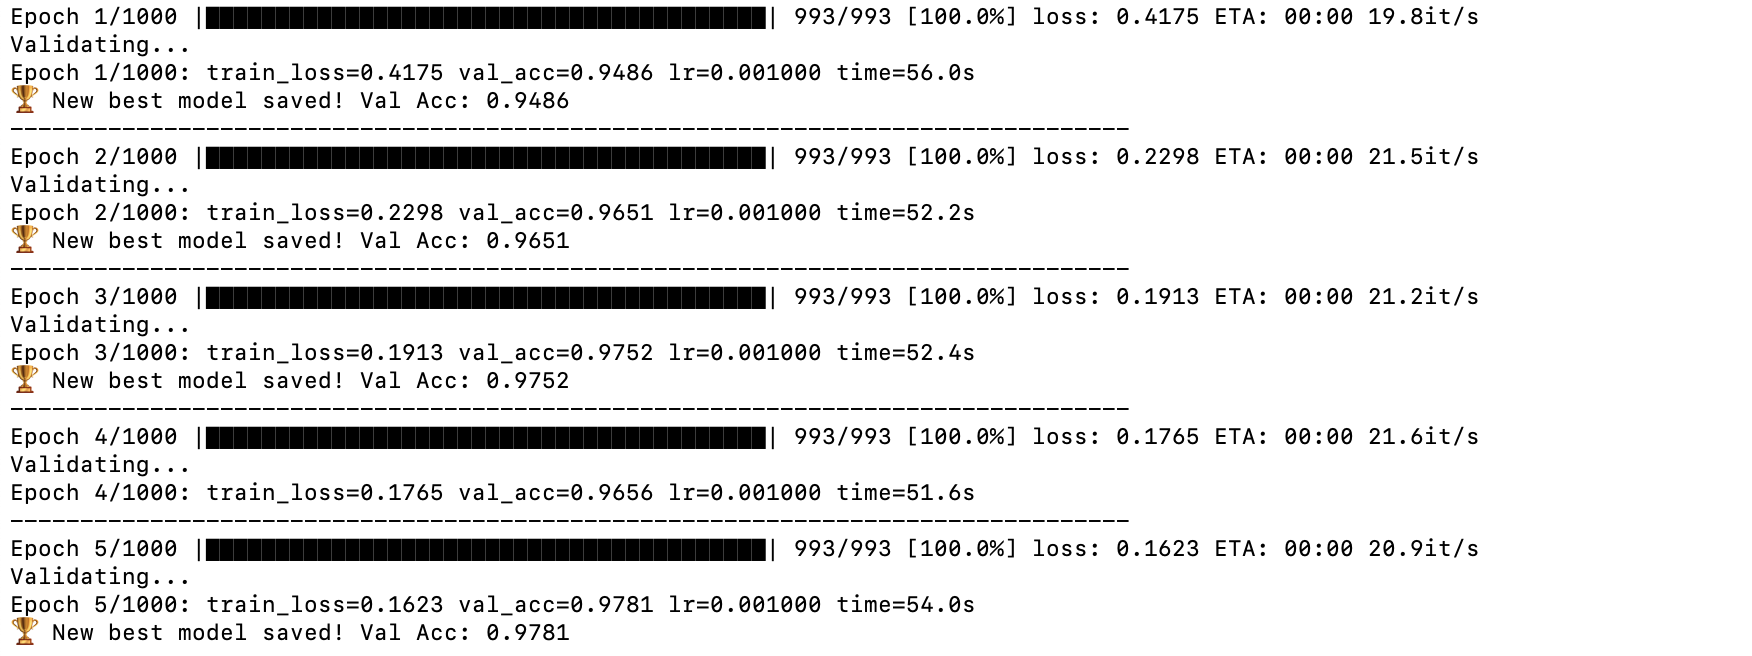 Epoch 1/1000 |████████████████████████████████████████| 993/993 [100.0%] loss: 0.4175 ETA: 00:00 19.8it/s
Validating...
Epoch 1/1000: train_loss=0.4175 val_acc=0.9486 lr=0.001000 time=56.0s
🏆 New best model saved! Val Acc: 0.9486
--------------------------------------------------------------------------------
Epoch 2/1000 |████████████████████████████████████████| 993/993 [100.0%] loss: 0.2298 ETA: 00:00 21.5it/s
Validating...
Epoch 2/1000: train_loss=0.2298 val_acc=0.9651 lr=0.001000 time=52.2s
🏆 New best model saved! Val Acc: 0.9651
--------------------------------------------------------------------------------
Epoch 3/1000 |████████████████████████████████████████| 993/993 [100.0%] loss: 0.1913 ETA: 00:00 21.2it/s
Validating...
Epoch 3/1000: train_loss=0.1913 val_acc=0.9752 lr=0.001000 time=52.4s
🏆 New best model saved! Val Acc: 0.9752
--------------------------------------------------------------------------------
Epoch 4/1000 |████████████████████████████████████████| 993/993 [100.0%] loss: 0.1765 ETA: 00:00 21.6it/s
Validating...
Epoch 4/1000: train_loss=0.1765 val_acc=0.9656 lr=0.001000 time=51.6s
--------------------------------------------------------------------------------
Epoch 5/1000 |████████████████████████████████████████| 993/993 [100.0%] loss: 0.1623 ETA: 00:00 20.9it/s
Validating...
Epoch 5/1000: train_loss=0.1623 val_acc=0.9781 lr=0.001000 time=54.0s
🏆 New best model saved! Val Acc: 0.9781